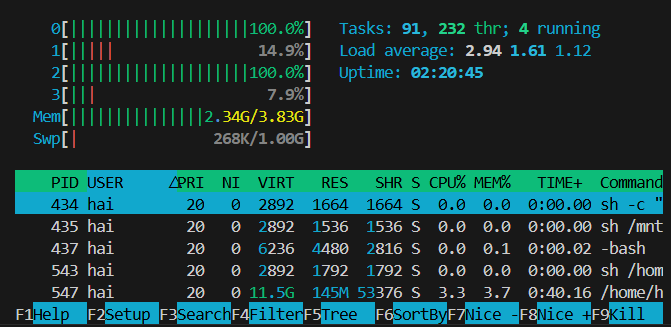 0[||||||||||||||||||||100.0%] Tasks: 91, 232 thr; 4 running
1[||||| 14.9%] Load average: 2.94 1.61 1.12
2[||||||||||||||||||||100.0%] Uptime: 02:20:45
3[||| 7.9%]
Mem[|||||||||||||||2.34G/3.83G]
Swp[| 268K/1.00G]
PID USER △PRI NI VIRT RES SHR S CPU% MEM% TIME+ Command
434 hai 20 0 2892 1664 1664 S 0.0 0.0 0:00.00 sh -c "
435 hai 20 0 2892 1536 1536 S 0.0 0.0 0:00.00 sh /mnt
437 hai 20 0 6236 4480 2816 S 0.0 0.1 0:00.02 -bash
543 hai 20 0 2892 1792 1792 S 0.0 0.0 0:00.00 sh /hom
547 hai 20 0 11.5G 145M 53376 S 3.3 3.7 0:40.16 /home/h
F1Help F2Setup F3SearchF4FilterF5Tree F6SortByF7Nice -F8Nice +F9Kill